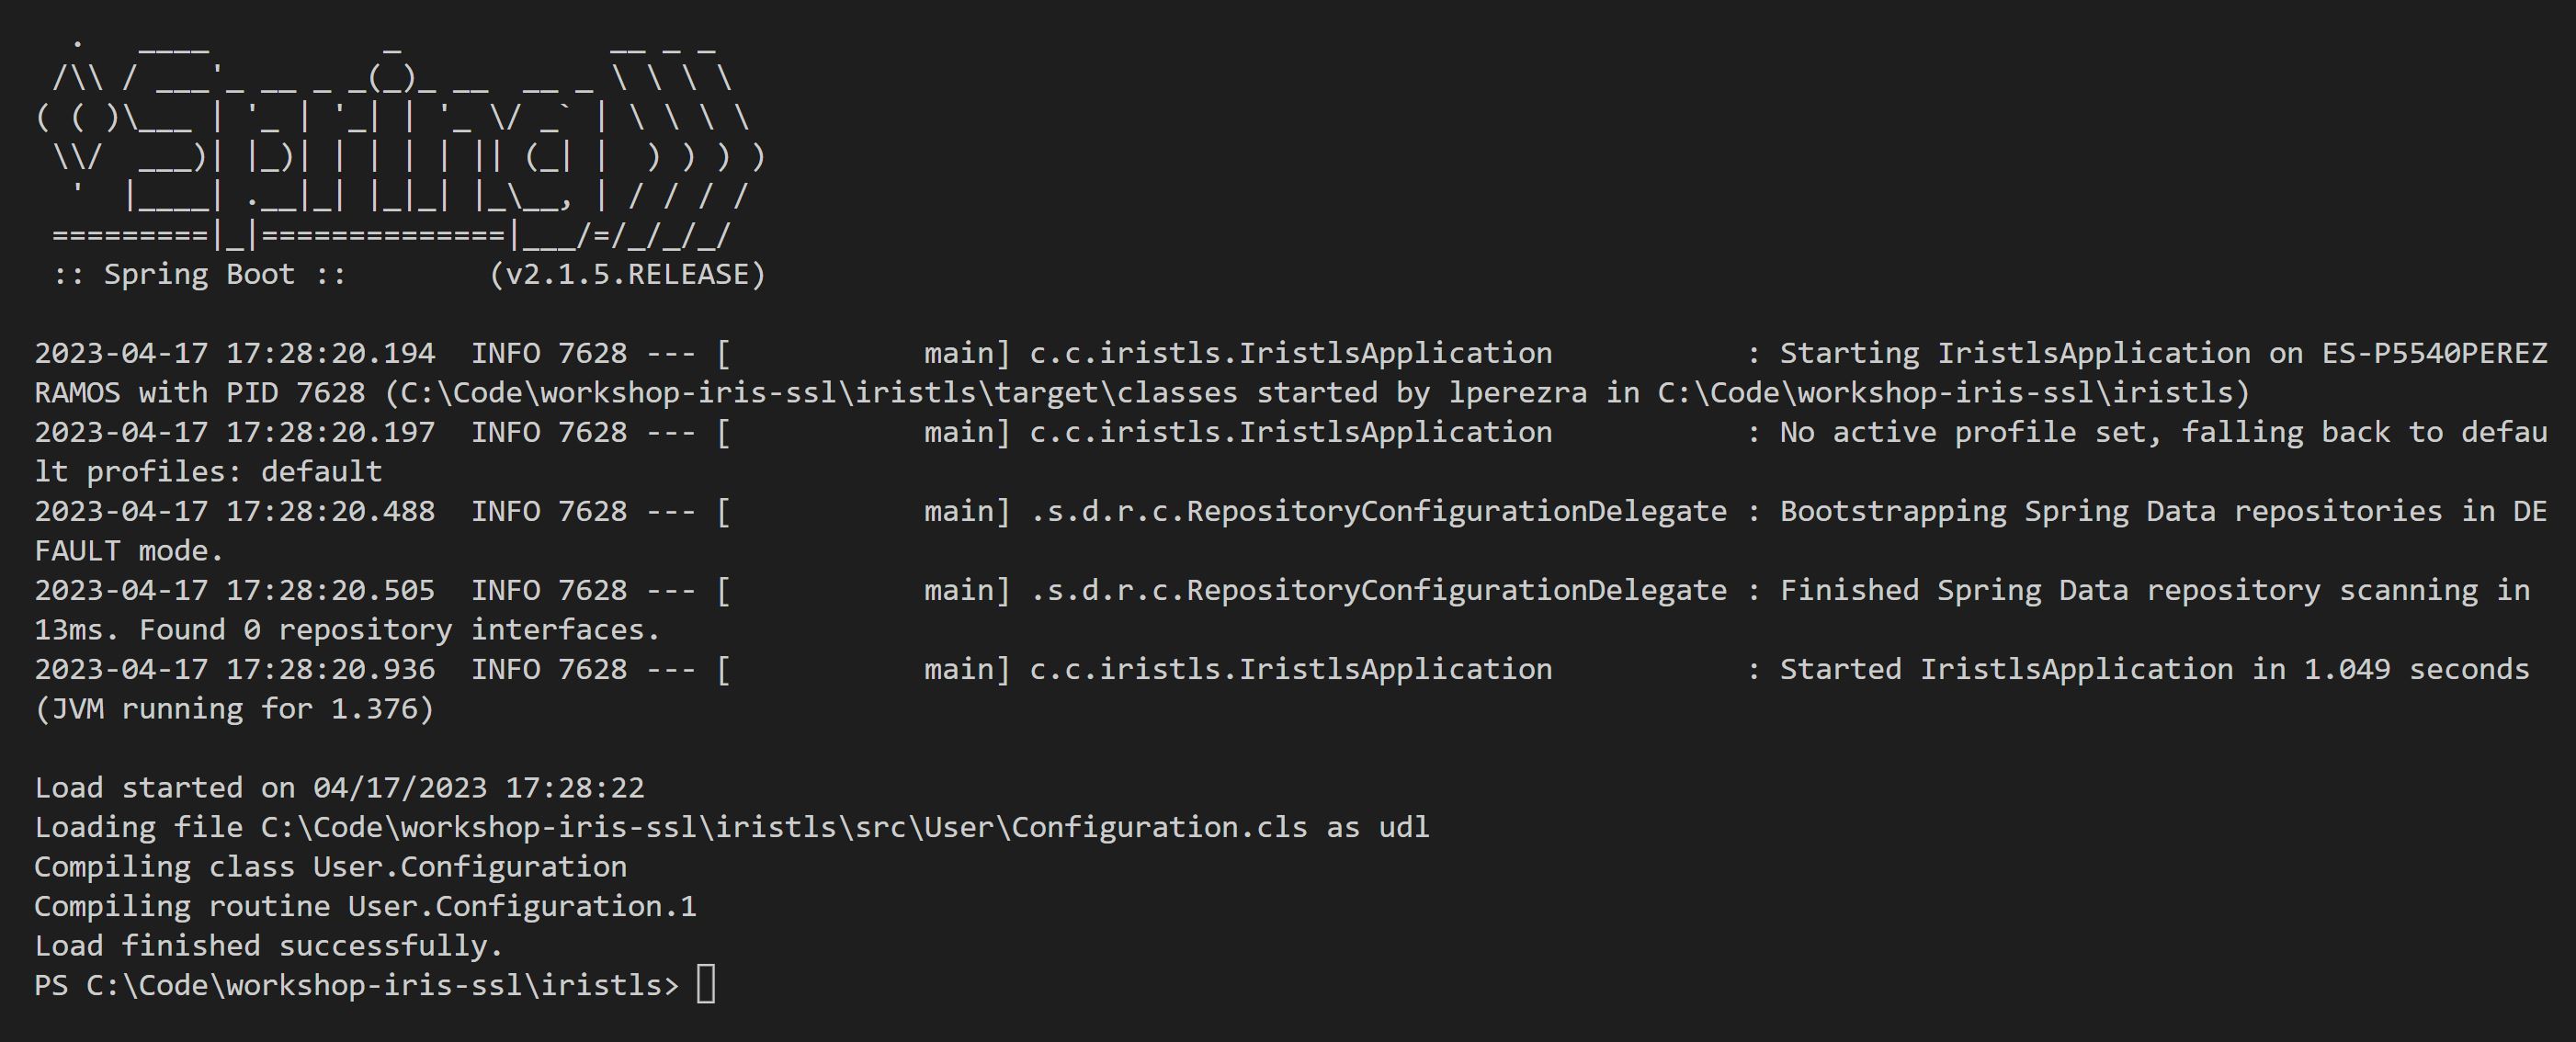 .   ____          _            __ _ _
 /\\ / ___'_ __ _ _(_)_ __  __ _ \ \ \ \
( ( )\___ | '_ | '_| | '_ \/ _` | \ \ \ \
 \\/  ___)| |_)| | | | | || (_| |  ) ) ) )
  '  |____| .__|_| |_|_| |_\__, | / / / /
 =========|_|==============|___/=/_/_/_/
 :: Spring Boot ::        (v2.1.5.RELEASE)
2023-04-17 17:28:20.194  INFO 7628 --- [           main] c.c.iristls.IristlsApplication           : Starting IristlsApplication on ES-P5540PEREZ
RAMOS with PID 7628 (C:\Code\workshop-iris-ssl\iristls\target\classes started by lperezra in C:\Code\workshop-iris-ssl\iristls)
2023-04-17 17:28:20.197  INFO 7628 --- [           main] c.c.iristls.IristlsApplication           : No active profile set, falling back to defau
lt profiles: default
2023-04-17 17:28:20.488  INFO 7628 --- [           main] .s.d.r.c.RepositoryConfigurationDelegate : Bootstrapping Spring Data repositories in DE
FAULT mode.
2023-04-17 17:28:20.505  INFO 7628 --- [           main] .s.d.r.c.RepositoryConfigurationDelegate : Finished Spring Data repository scanning in
13ms. Found 0 repository interfaces.
2023-04-17 17:28:20.936  INFO 7628 --- [           main] c.c.iristls.IristlsApplication           : Started IristlsApplication in 1.049 seconds
(JVM running for 1.376)
Load started on 04/17/2023 17:28:22
Loading file C:\Code\workshop-iris-ssl\iristls\src\User\Configuration.cls as udl
Compiling class User.Configuration
Compiling routine User.Configuration.1
Load finished successfully.
PS C:\Code\workshop-iris-ssl\iristls>